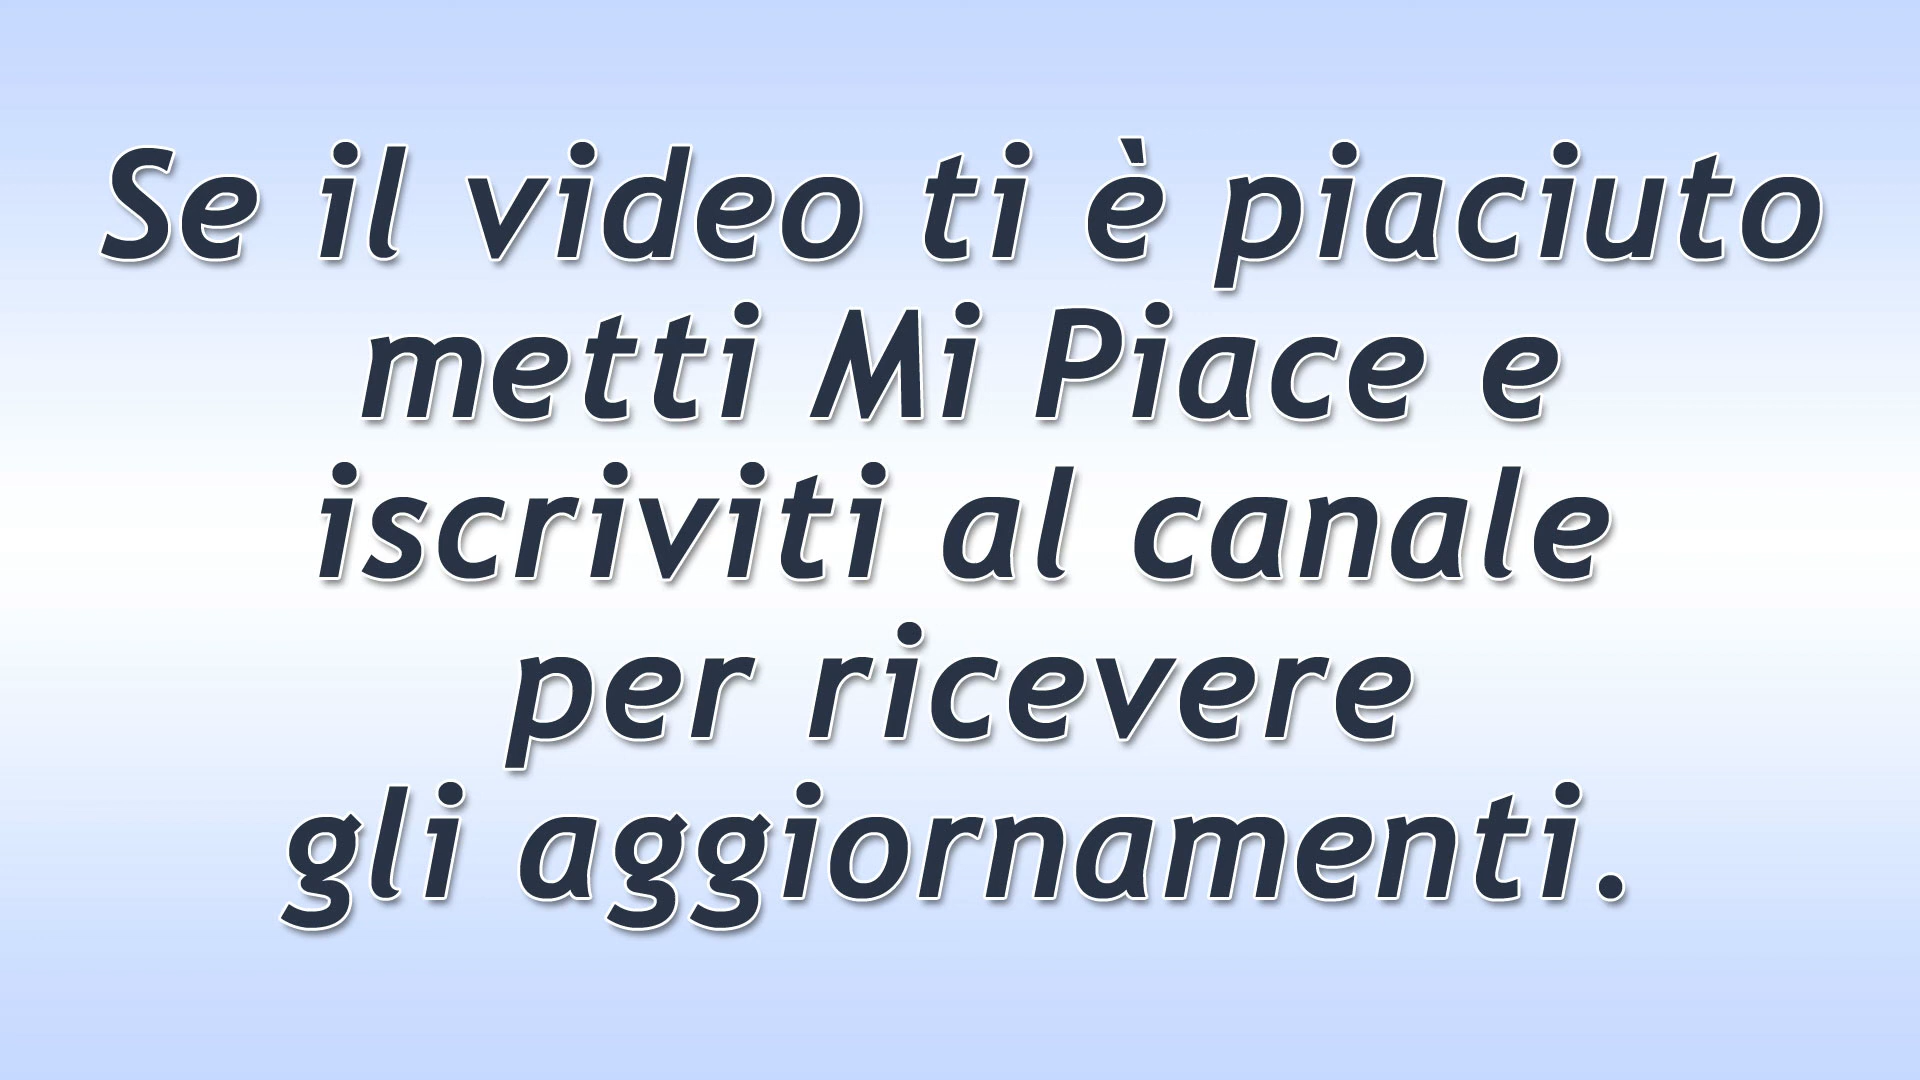 Se il video ti è piaciuto
metti Mi Piace e
iscriviti al canale
per ricevere
gli aggiornamenti.